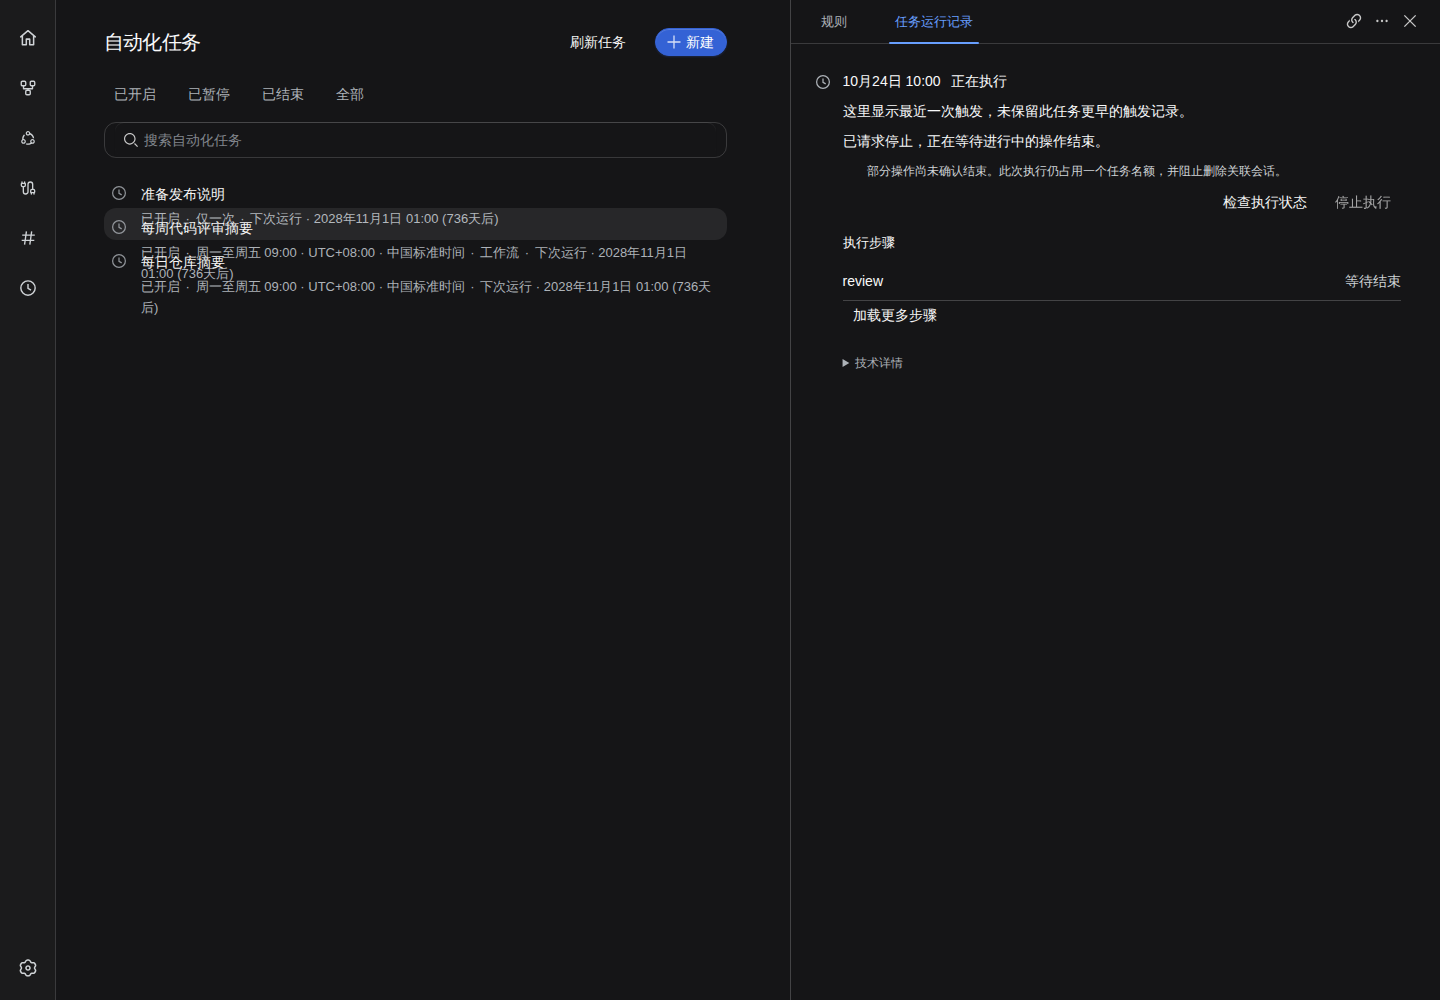 自动化任务
刷新任务
新建
已开启 已暂停 已结束 全部
搜索自动化任务
准备发布说明
已开启 · 仅一次 · 下次运行 · 2028年11月1日 01:00 (736天后)
每周代码评审摘要
已开启 · 周一至周五 09:00 · UTC+08:00 · 中国标准时间 · 工作流 · 下次运行 · 2028年11月1日
01:00 (736天后)
每日仓库摘要
已开启 · 周一至周五 09:00 · UTC+08:00 · 中国标准时间 · 下次运行 · 2028年11月1日 01:00 (736天
后)
规则 任务运行记录
10月24日 10:00 正在执行
这里显示最近一次触发，未保留此任务更早的触发记录。
已请求停止，正在等待进行中的操作结束。
部分操作尚未确认结束。此次执行仍占用一个任务名额，并阻止删除关联会话。
检查执行状态 停止执行
执行步骤
review 等待结束
加载更多步骤
技术详情